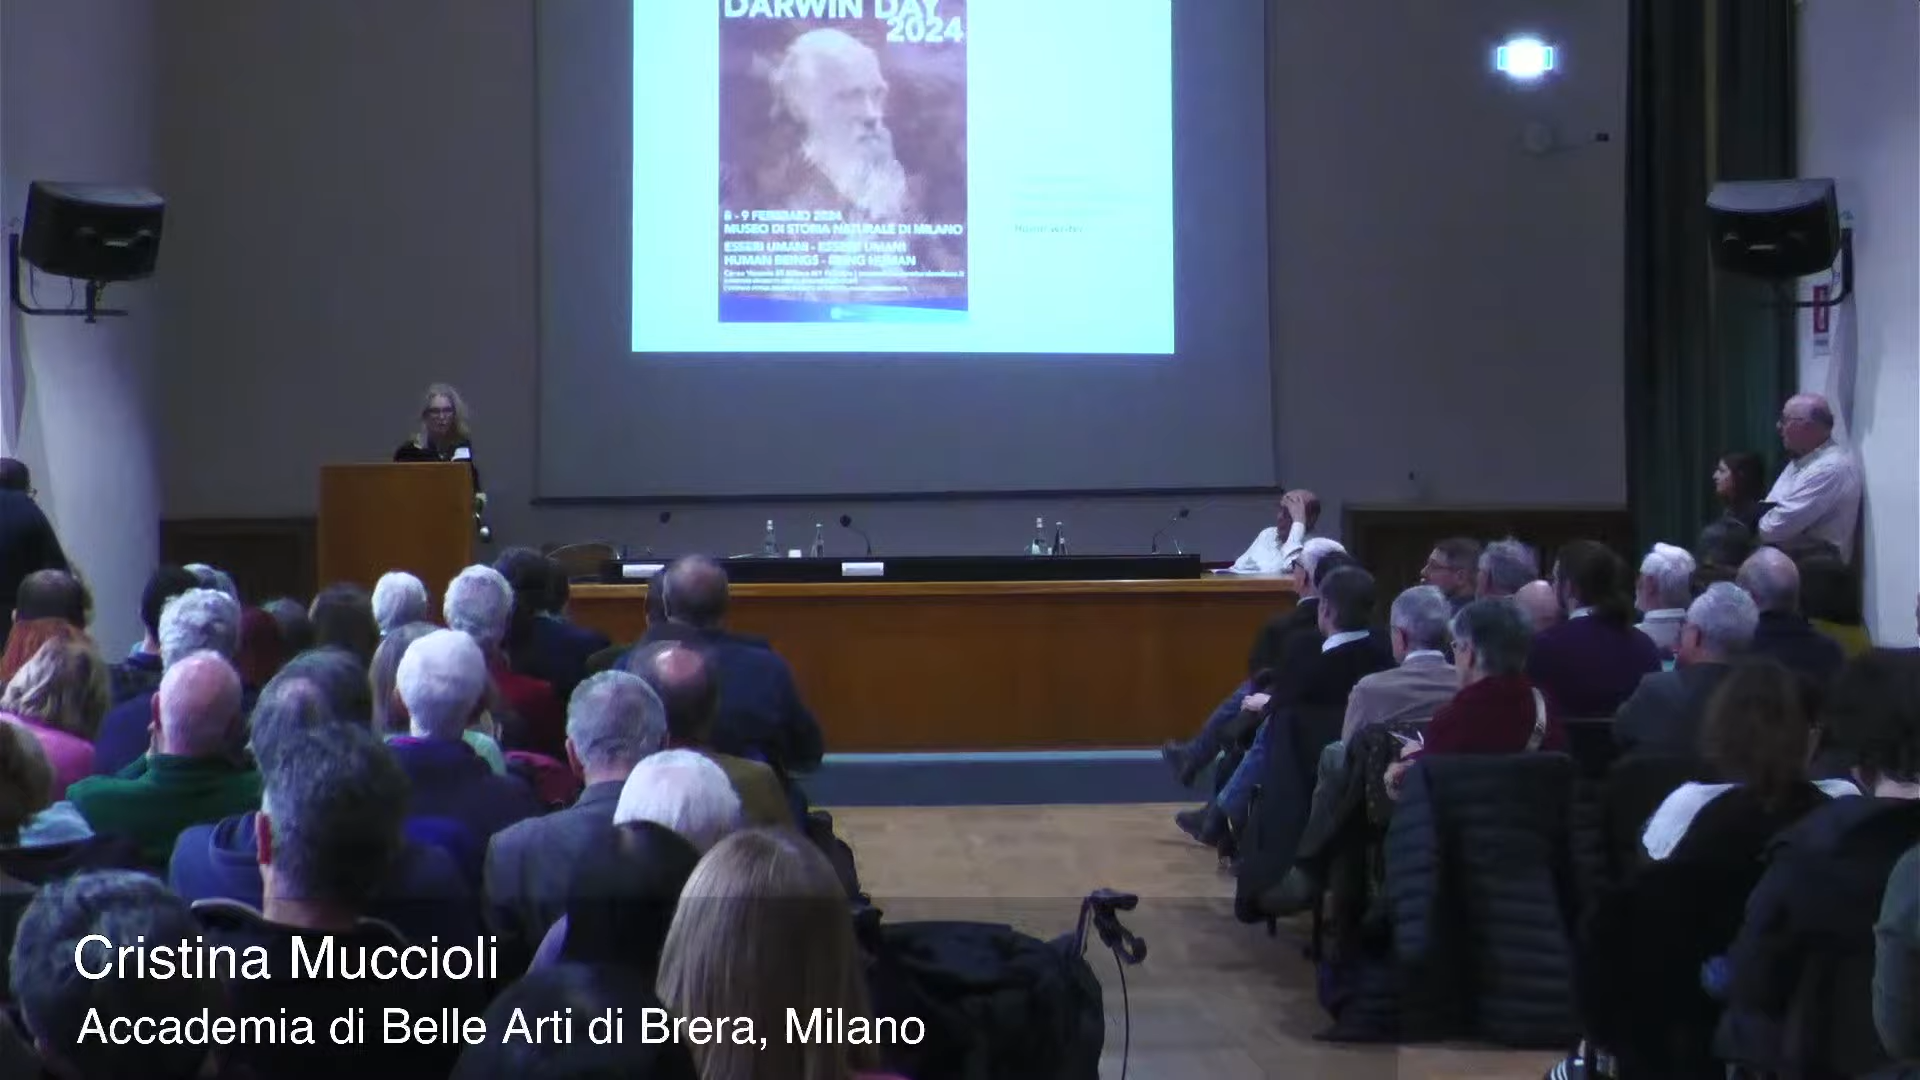 DARWIN DAY
2024
8 - 9 FEBBRAIO 2024
MUSEO DI STORIA NATURALE DI MILANO
ESSERI UMANI - ESSERE UMANI
HUMAN BEINGS - BEING HUMAN
Cristina Muccioli
Accademia di Belle Arti di Brera, Milano